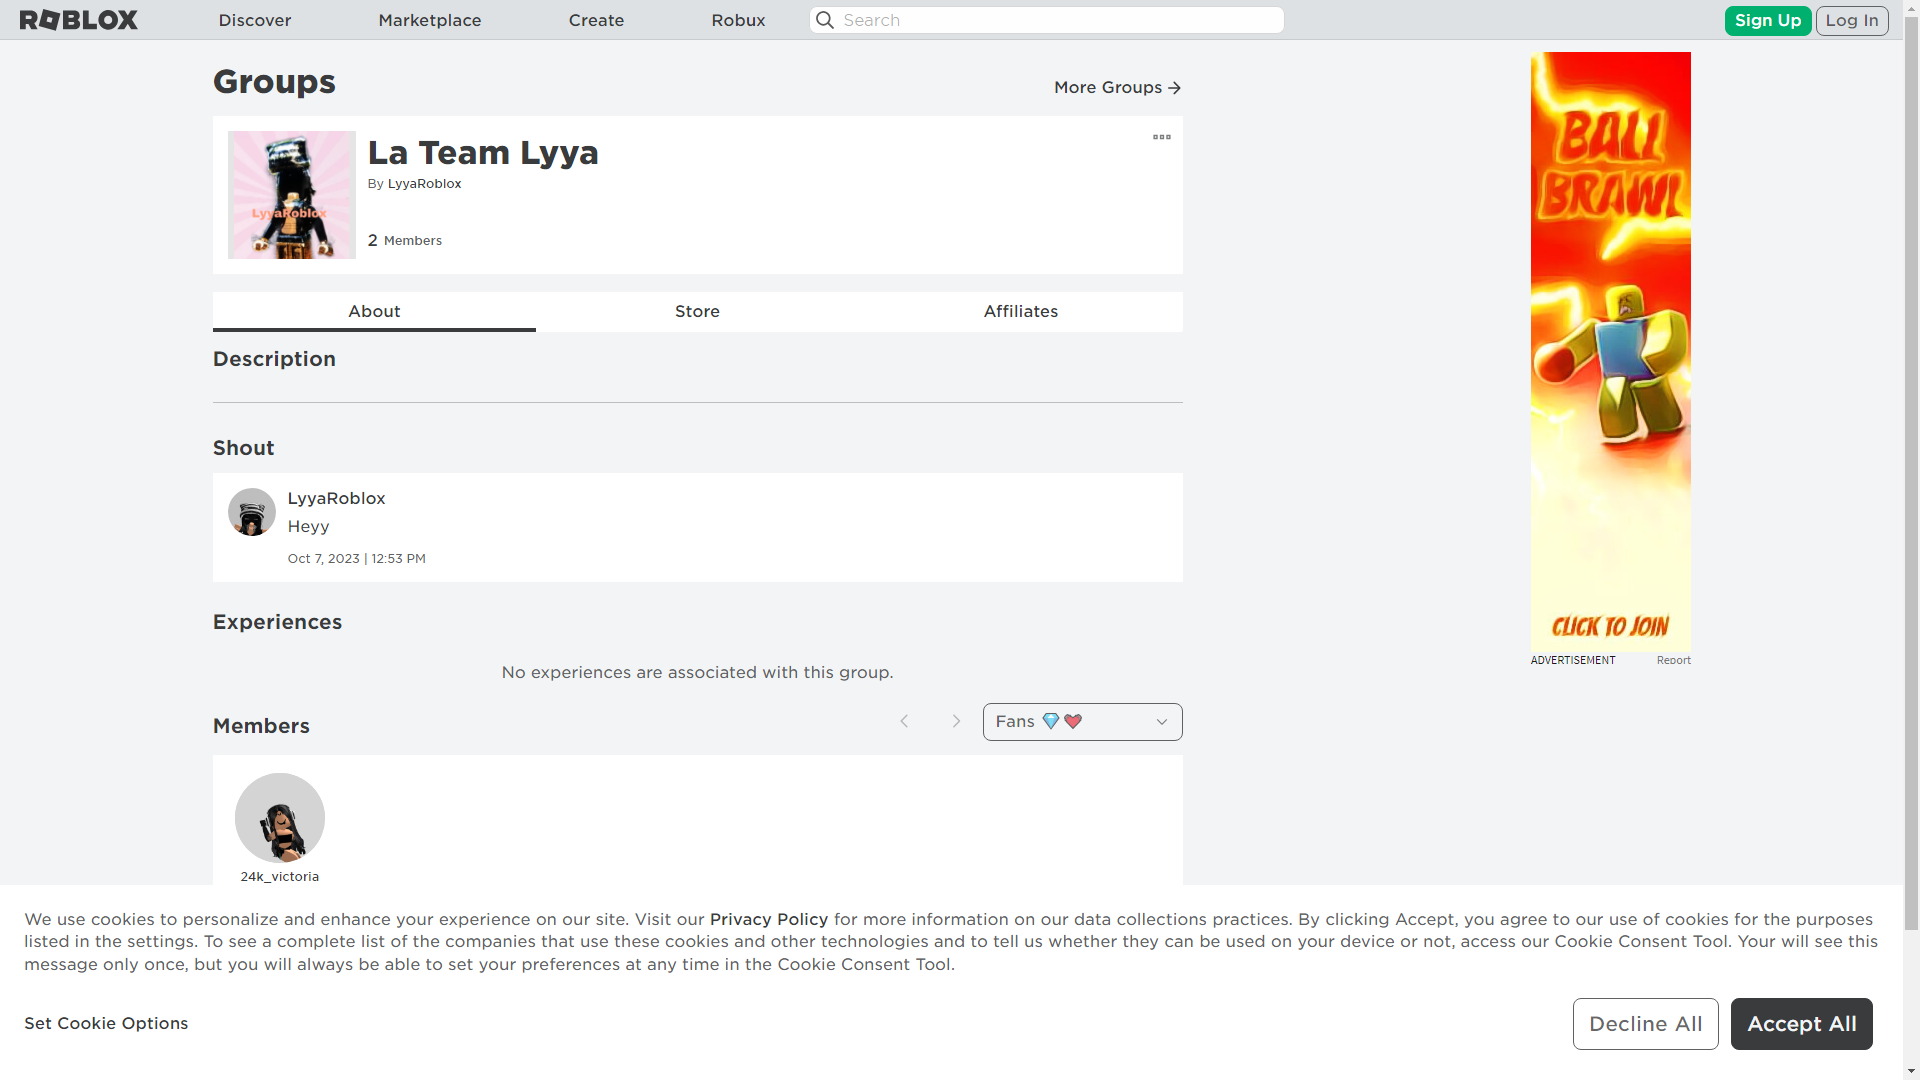 ROBLOX
Discover
Marketplace
Create
Robux
Search
Sign Up
Log In
Groups
More Groups
La Team Lyya
By LyyaRoblox
LyyaRoblox
2 Members
About
Store
Affiliates
Description
Shout
LyyaRoblox
Heyy
Oct 7, 2023 | 12:53 PM
Experiences
No experiences are associated with this group.
Members
Fans 💎❤️
24k_victoria
BALL
BRAWL
CLICK TO JOIN
ADVERTISEMENT
Report
We use cookies to personalize and enhance your experience on our site. Visit our Privacy Policy for more information on our data collections practices. By clicking Accept, you agree to our use of cookies for the purposes
listed in the settings. To see a complete list of the companies that use these cookies and other technologies and to tell us whether they can be used on your device or not, access our Cookie Consent Tool. Your will see this
message only once, but you will always be able to set your preferences at any time in the Cookie Consent Tool.
Set Cookie Options
Decline All
Accept All